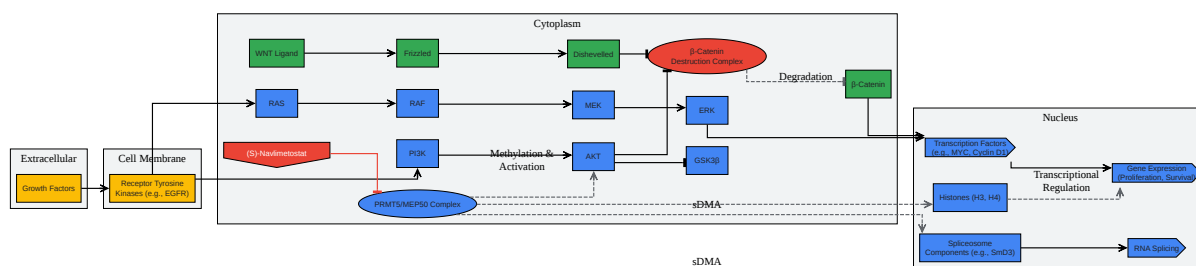 Cytoplasm
WNT Ligand
Frizzled
Dishevelled
β-Catenin
Destruction Complex
Degradation
β-Catenin
RAS
RAF
MEK
ERK
Nucleus
(S)-Navlmetostat
PI3K
Methylation &
Activation
AKT
GSK3β
Transcription Factors
(e.g., MYC, Cyclin D1)
Extracellular
Cell Membrane
Growth Factors
Receptor Tyrosine
Kinases (e.g., EGFR)
Transcriptional
Regulation
Gene Expression
(Proliferation, Survival)
PRMT5/MEP50 Complex
sDMA
Histones (H3, H4)
Spliceosome
Components (e.g., SmD3)
RNA Splicing
sDMA